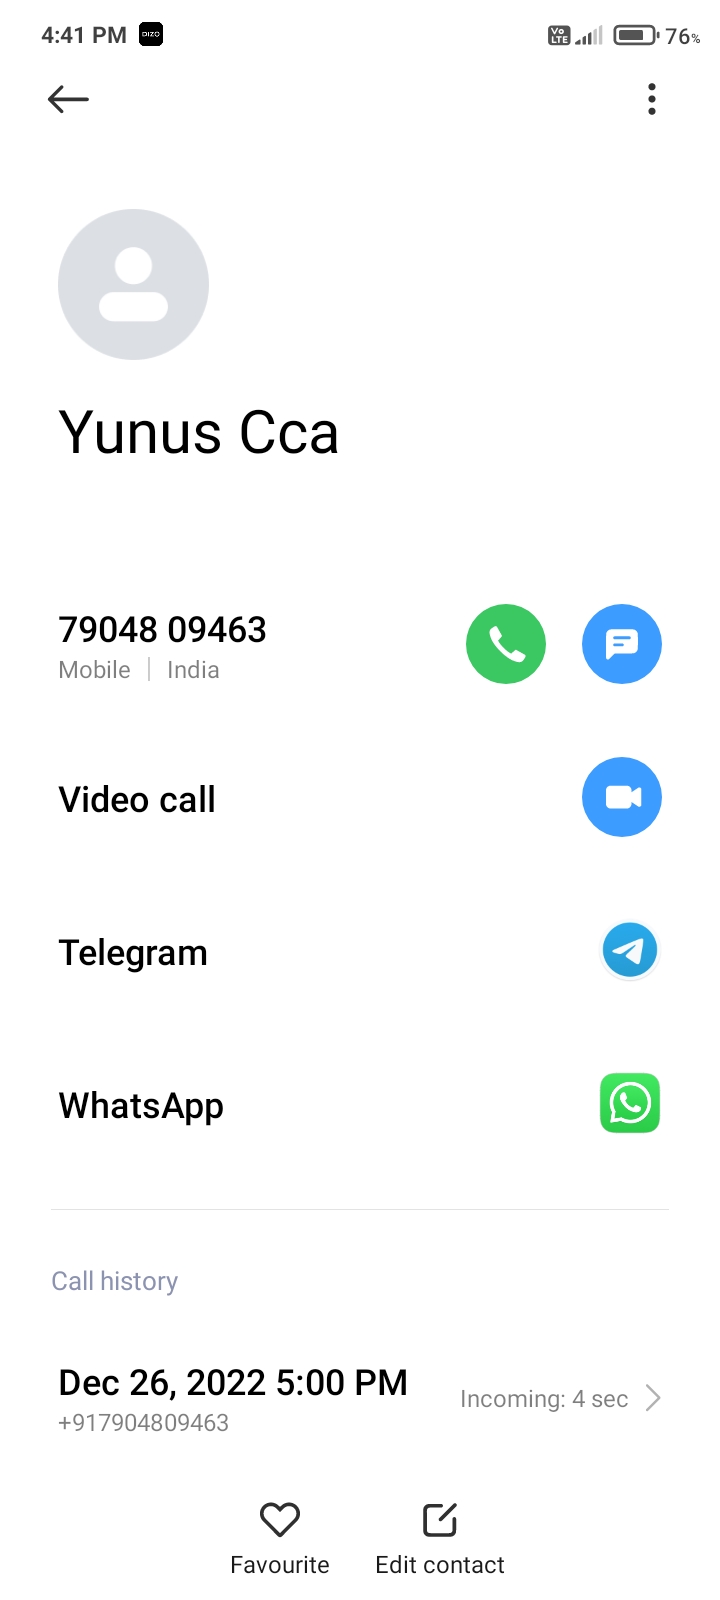 4:41 PM DIZO Vo LTE 76%
Yunus Cca
79048 09463
Mobile | India
Video call
Telegram
WhatsApp
Call history
Dec 26, 2022 5:00 PM
Incoming: 4 sec
+917904809463
Favourite Edit contact